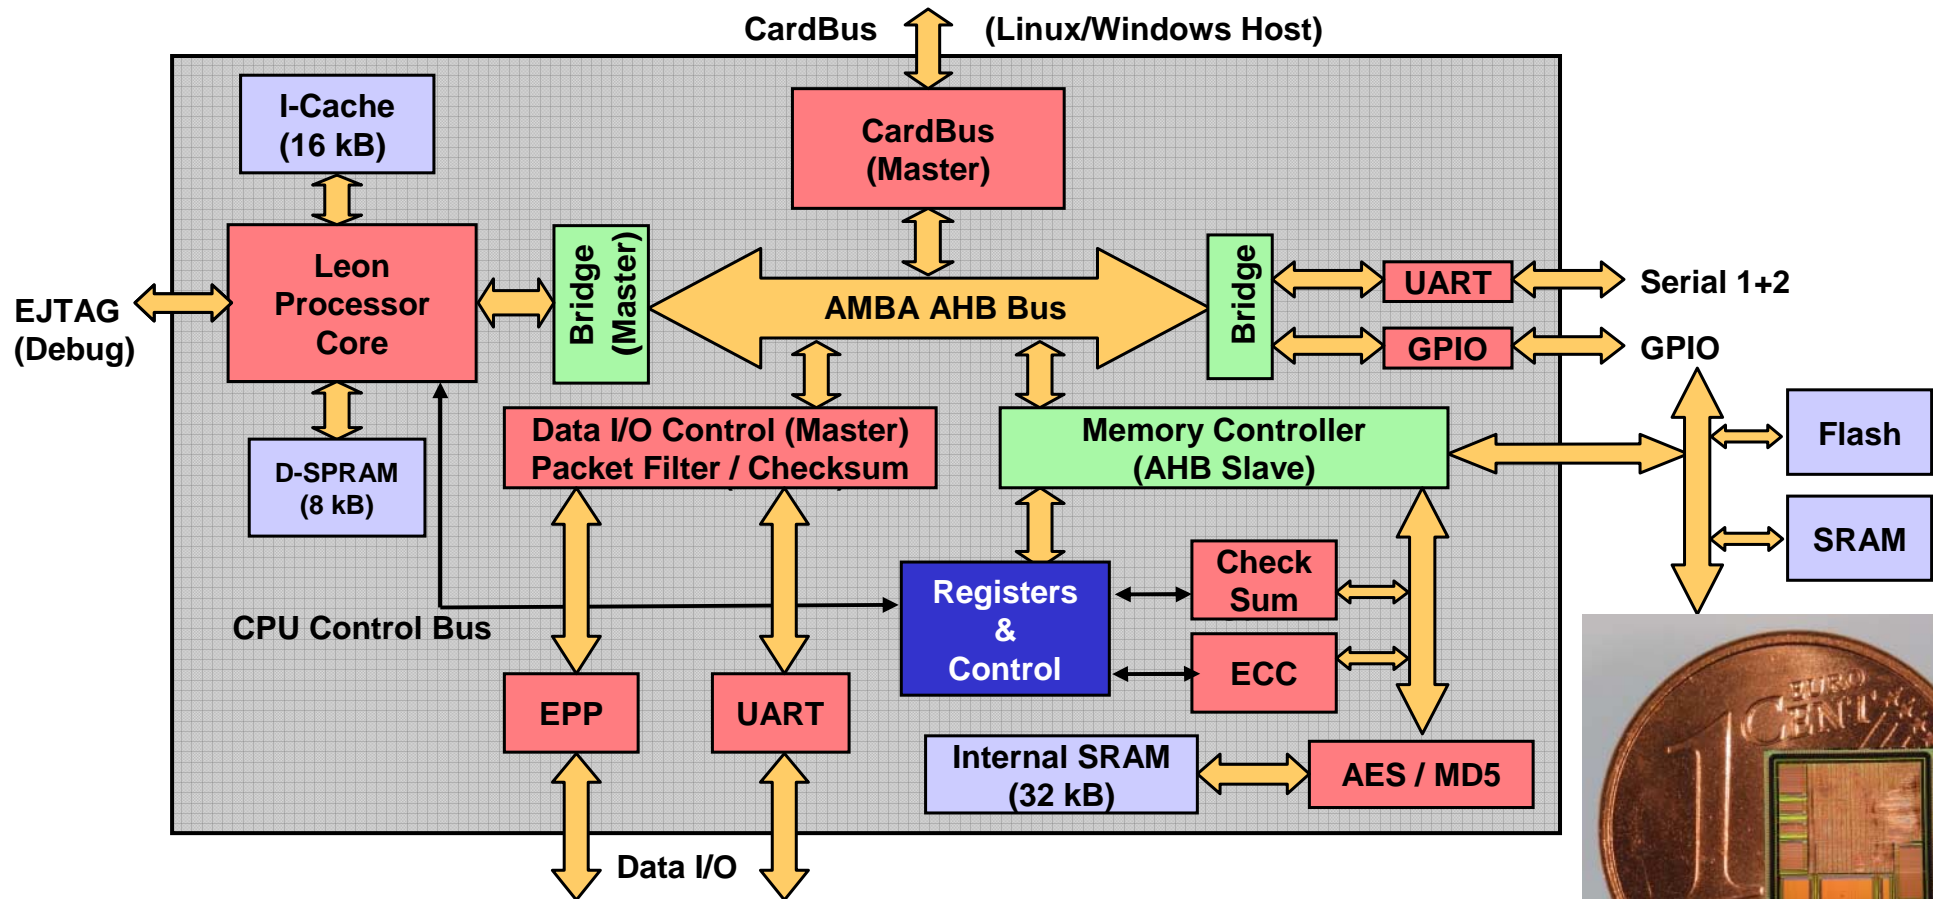 CardBus (Linux/Windows Host)
I-Cache
(16 kB)
CardBus
(Master)
Leon
Processor
Core
Bridge
(Master)
AMBA AHB Bus
Bridge
UART
Serial 1+2
GPIO
GPIO
EJTAG
(Debug)
Data I/O Control (Master)
Packet Filter / Checksum
Memory Controller
(AHB Slave)
Flash
SRAM
D-SPRAM
(8 kB)
Registers
&
Control
Check
Sum
ECC
CPU Control Bus
EPP
UART
Internal SRAM
(32 kB)
AES / MD5
Data I/O
1
EURO
CENT